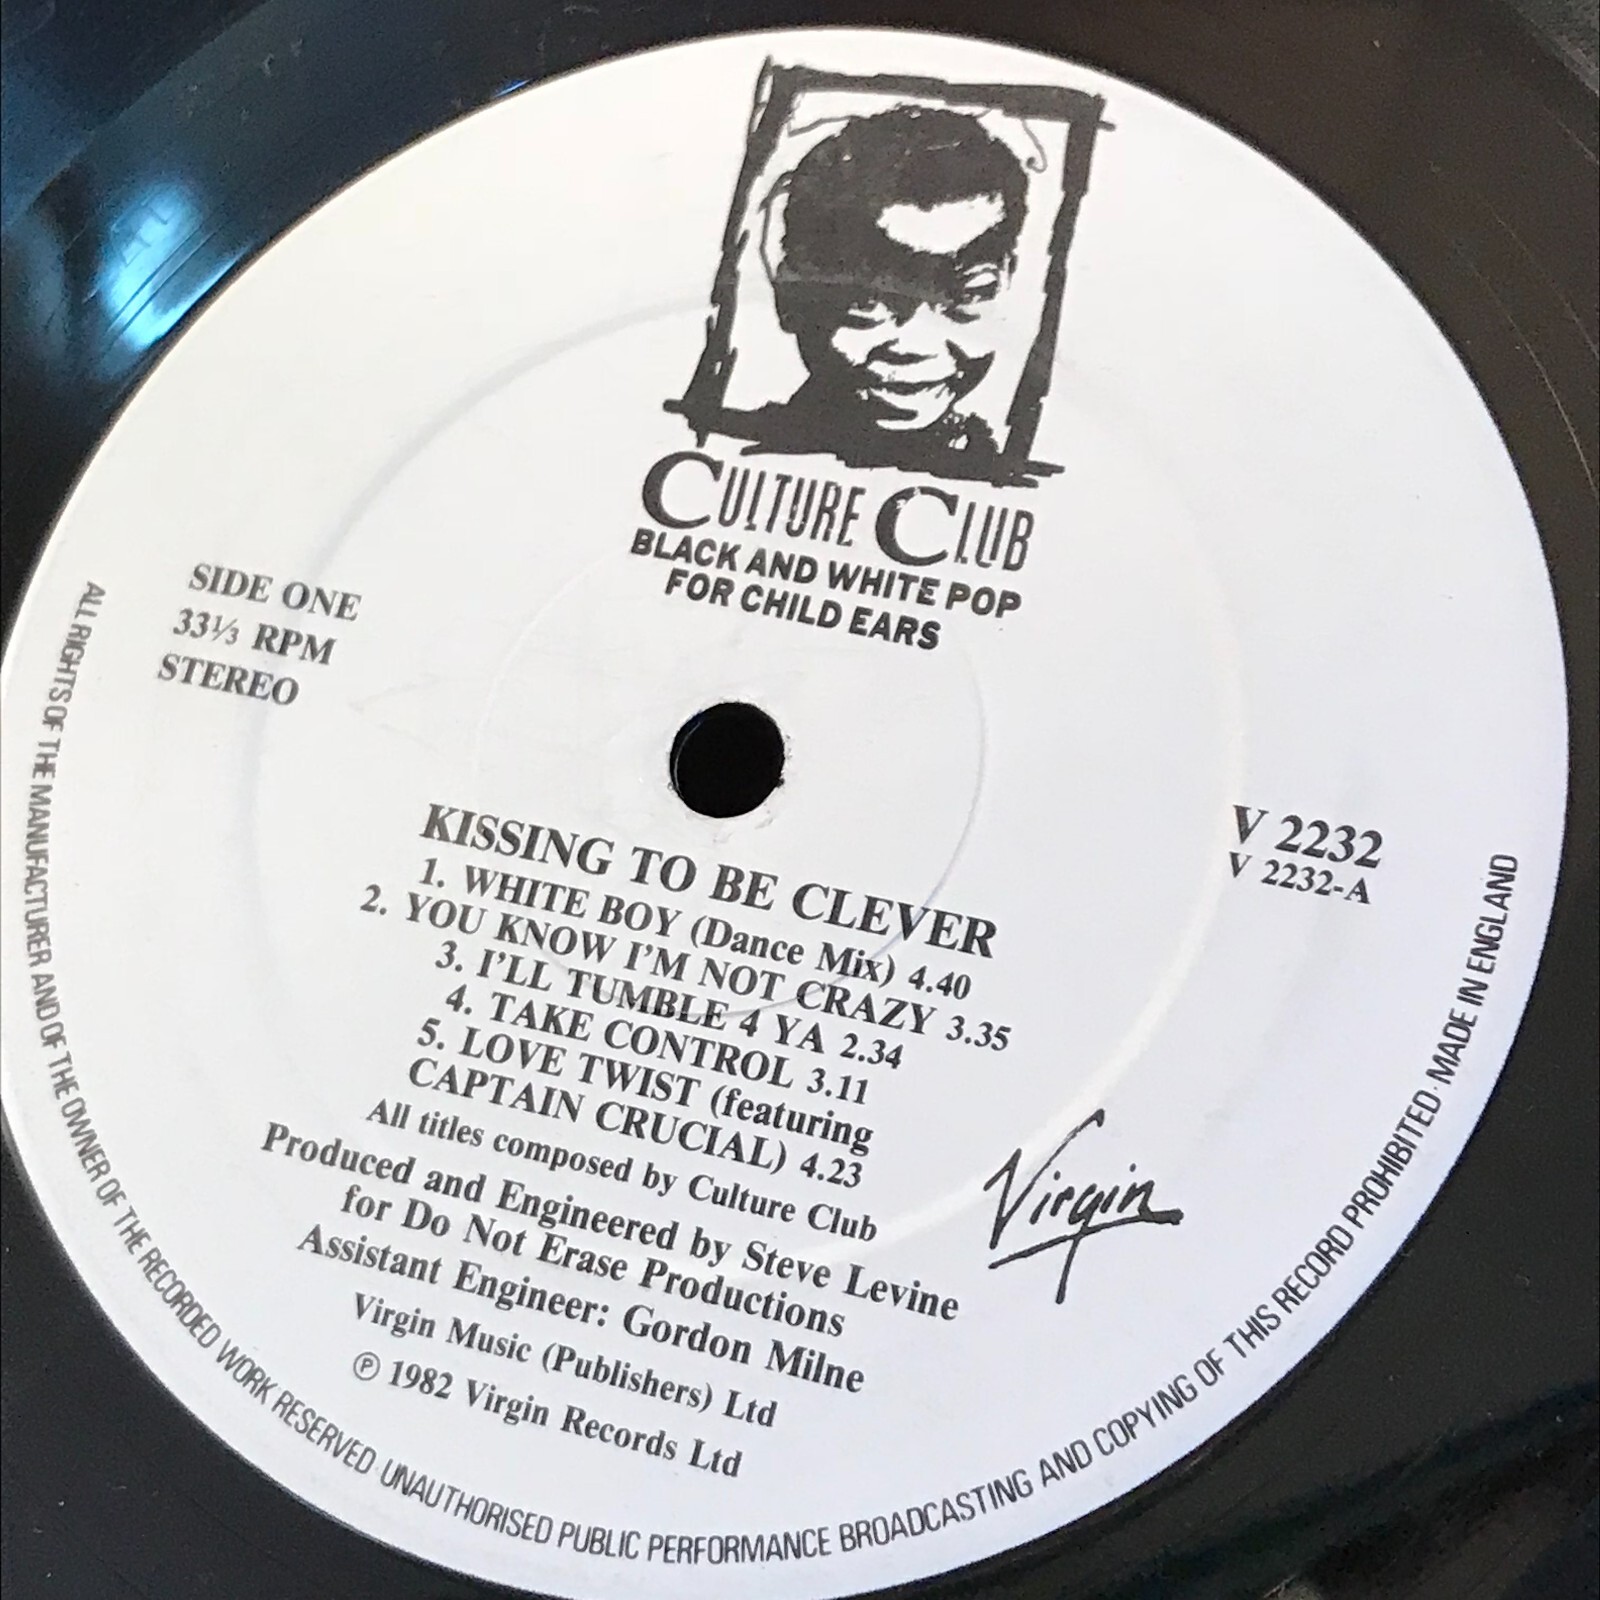 CULTURE CLUB
BLACK AND WHITE POP
FOR CHILD EARS
SIDE ONE
33⅓ RPM
STEREO
V 2232
V 2232-A
KISSING TO BE CLEVER
1. WHITE BOY (Dance Mix) 4.40
2. YOU KNOW I'M NOT CRAZY 3.35
3. I'LL TUMBLE 4 YA 2.34
4. TAKE CONTROL 3.11
5. LOVE TWIST (featuring
CAPTAIN CRUCIAL) 4.23
All titles composed by Culture Club
Produced and Engineered by Steve Levine
for Do Not Erase Productions
Assistant Engineer: Gordon Milne
Virgin Music (Publishers) Ltd
℗ 1982 Virgin Records Ltd
Virgin
ALL RIGHTS OF THE MANUFACTURER AND OF THE OWNER OF THE RECORDED WORK RESERVED · UNAUTHORISED PUBLIC PERFORMANCE BROADCASTING AND COPYING OF THIS RECORD PROHIBITED · MADE IN ENGLAND